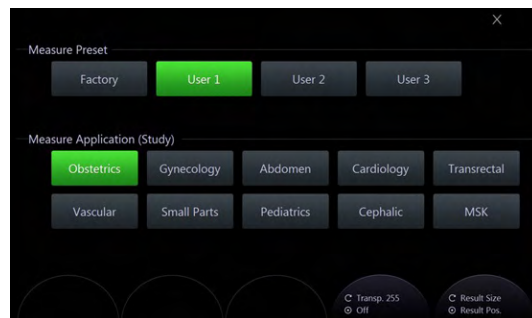 X
Measure Preset
Factory User 1 User 2 User 3
Measure Application (Study)
Obstetrics Gynecology Abdomen Cardiology Transrectal
Vascular Small Parts Pediatrics Cephalic MSK
Transp. 255 Result Size
Off Result Pos.